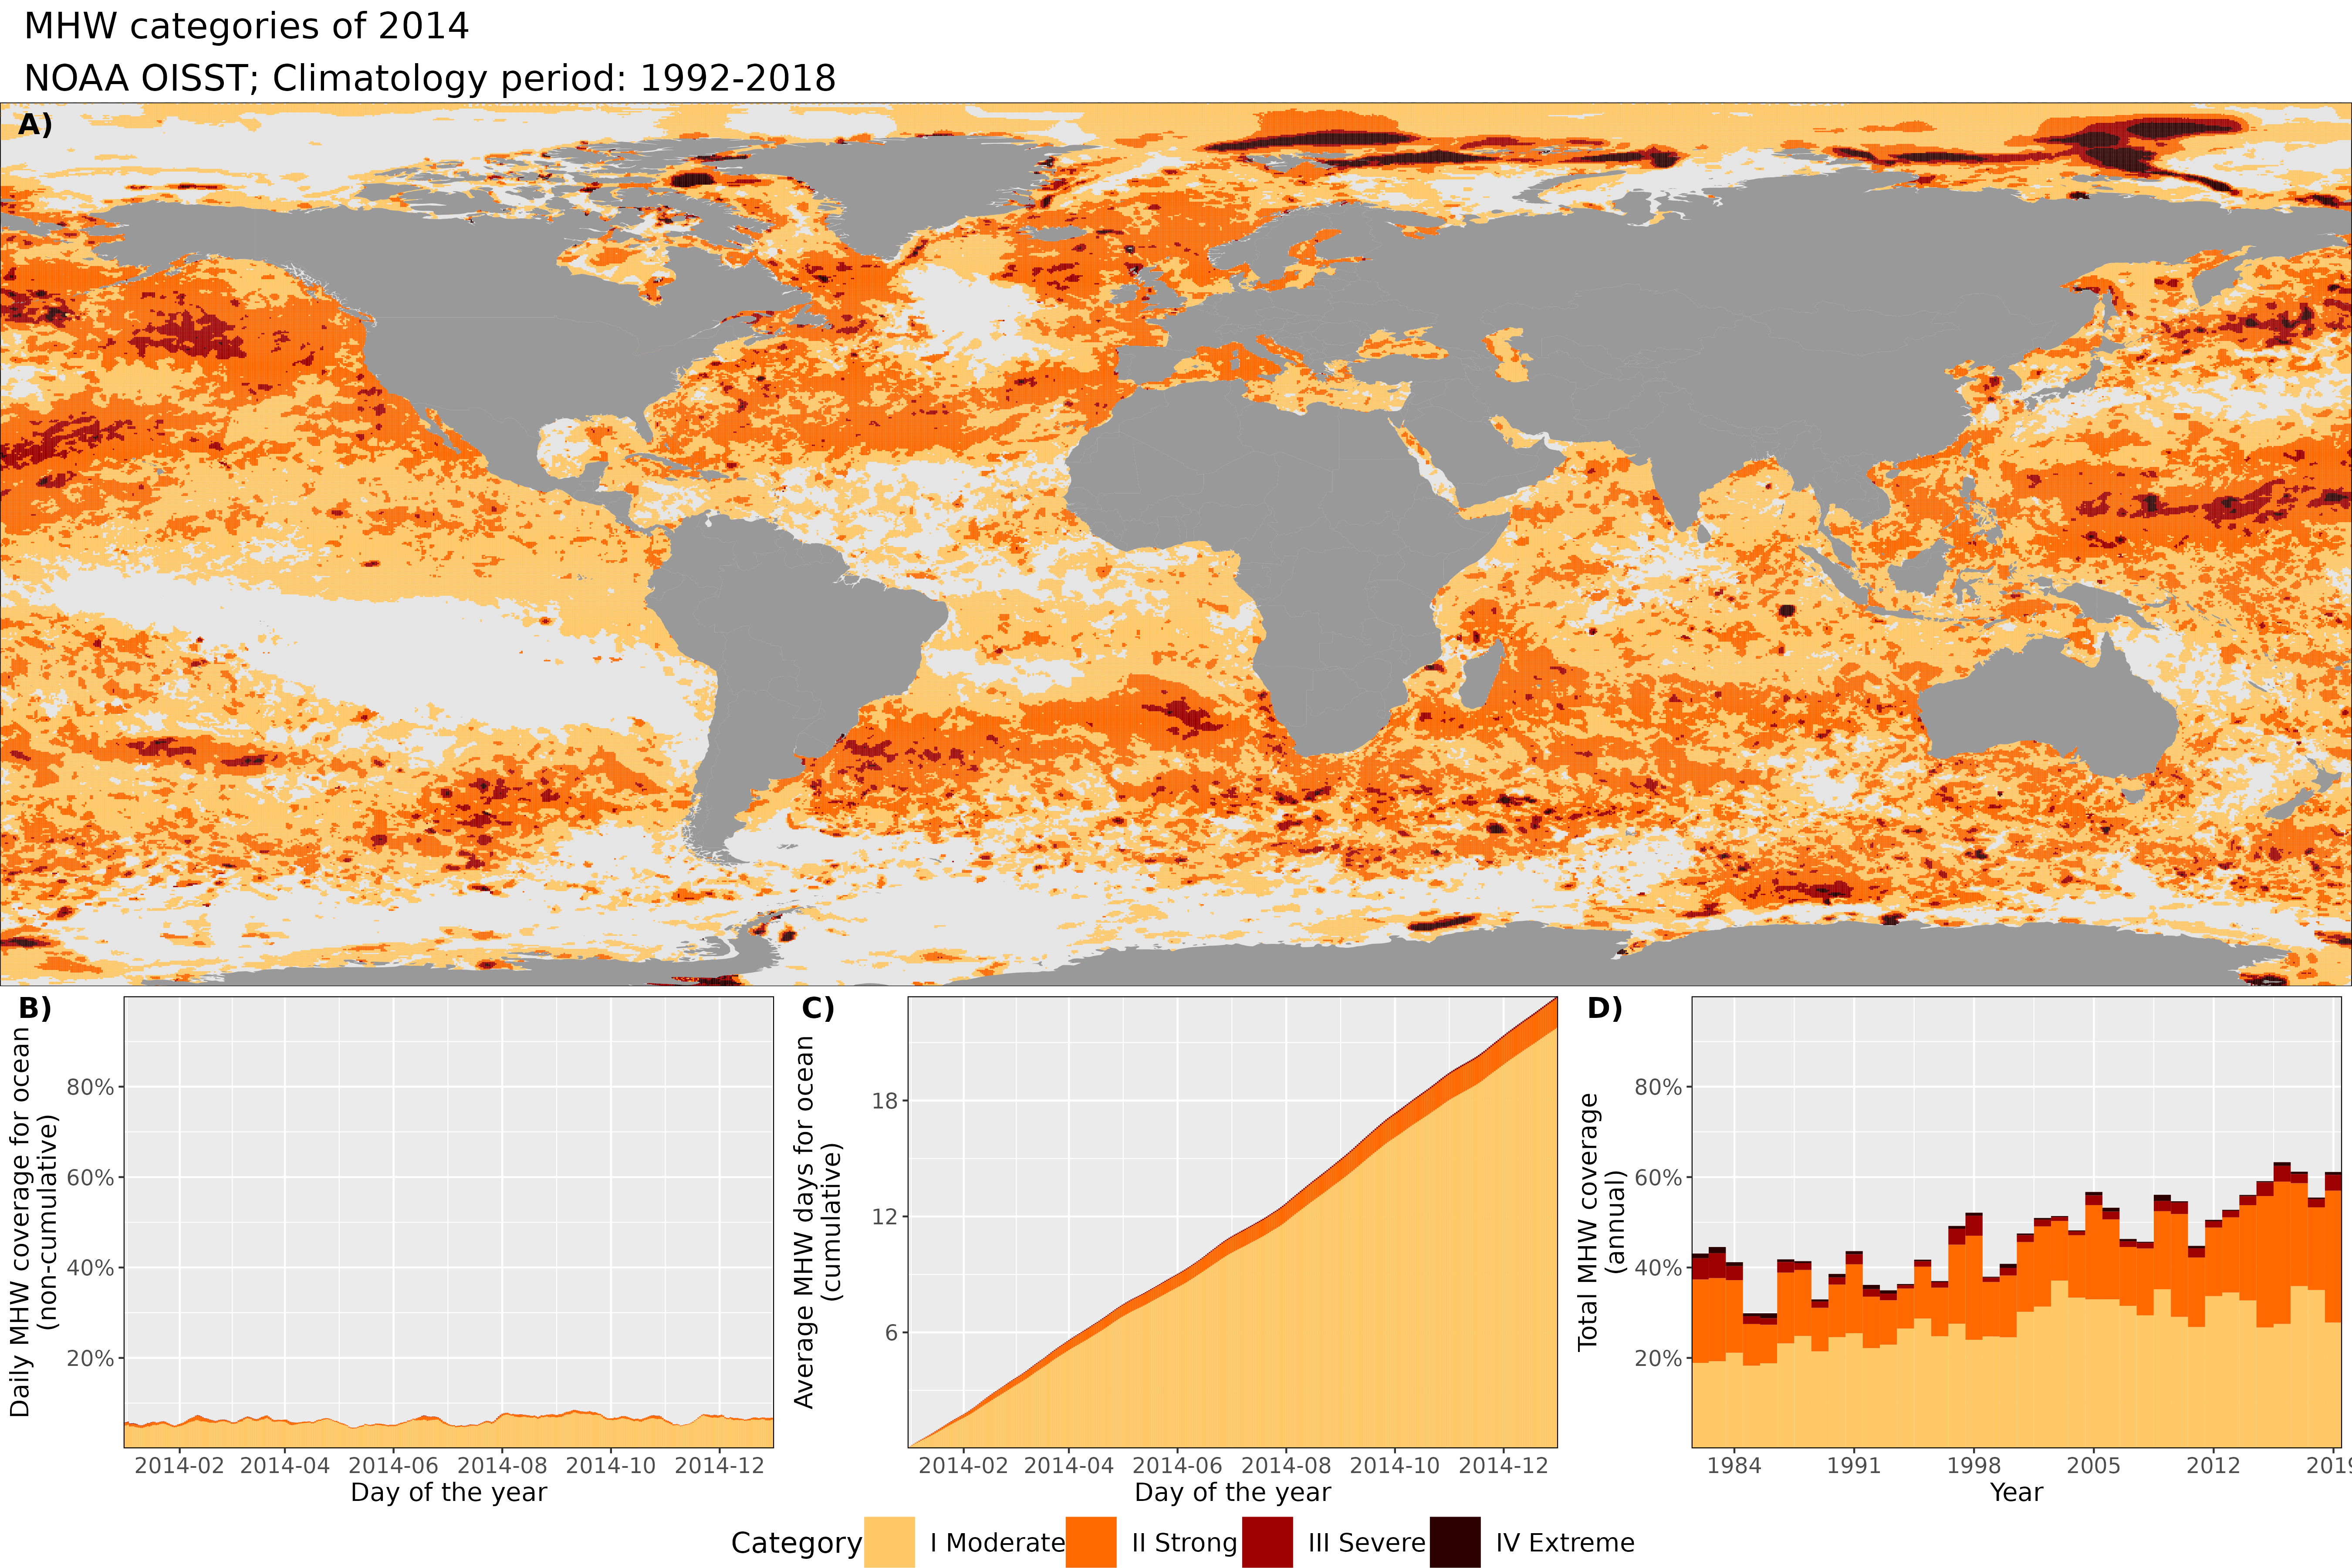 MHW categories of 2014
NOAA OISST; Climatology period: 1992-2018
A)
B)
Daily MHW coverage for ocean
(non-cumulative)
80%
60%
40%
20%
2014-02 2014-04 2014-06 2014-08 2014-10 2014-12
Day of the year
C)
Average MHW days for ocean
(cumulative)
18
12
6
2014-02 2014-04 2014-06 2014-08 2014-10 2014-12
Day of the year
D)
Total MHW coverage
(annual)
80%
60%
40%
20%
1984 1991 1998 2005 2012 2019
Year
Category I Moderate II Strong III Severe IV Extreme